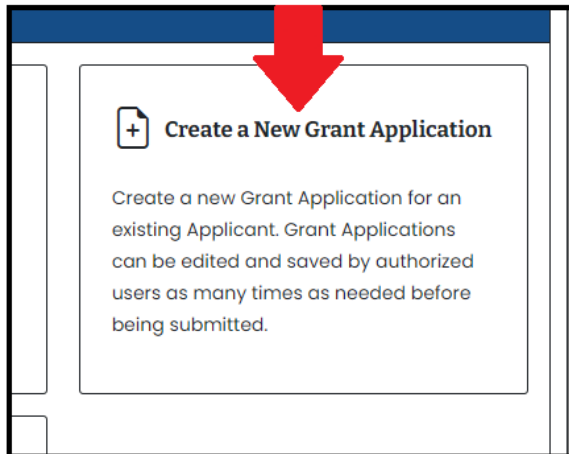 Create a New Grant Application
Create a new Grant Application for an
existing Applicant. Grant Applications
can be edited and saved by authorized
users as many times as needed before
being submitted.